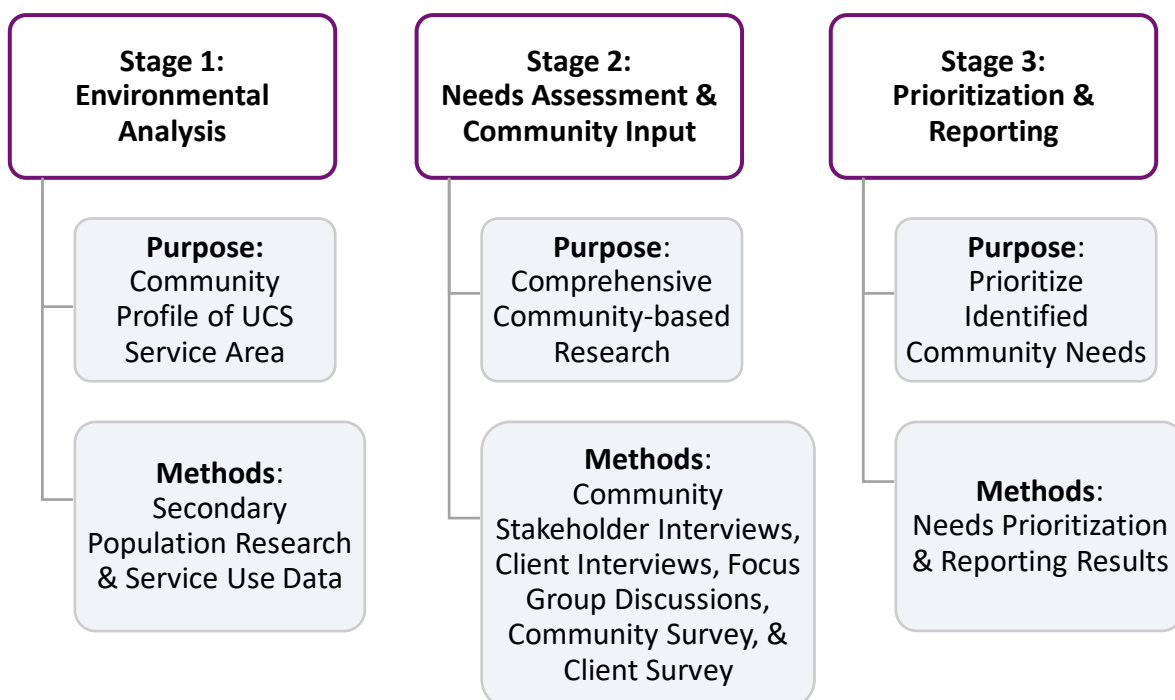 Stage 1:
Environmental
Analysis
Purpose:
Community
Profile of UCS
Service Area
Methods:
Secondary
Population Research
& Service Use Data
Stage 2:
Needs Assessment &
Community Input
Purpose:
Comprehensive
Community-based
Research
Methods:
Community
Stakeholder Interviews,
Client Interviews, Focus
Group Discussions,
Community Survey, &
Client Survey
Stage 3:
Prioritization &
Reporting
Purpose:
Prioritize
Identified
Community Needs
Methods:
Needs Prioritization
& Reporting Results